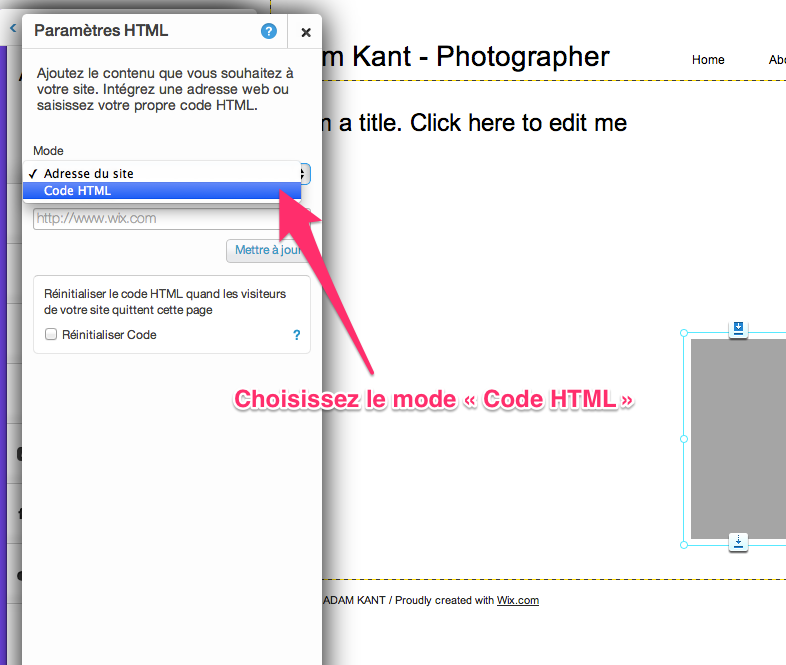 Paramètres HTML
?
Ajoutez le contenu que vous souhaitez à
votre site. Intégrez une adresse web ou
saisissez votre propre code HTML.
Mode
✓ Adresse du site
Code HTML
http://www.wix.com
Mettre à jour
Réinitialiser le code HTML quand les visiteurs
de votre site quittent cette page
Réinitialiser Code
?
m Kant - Photographer
Home
Abo
a title. Click here to edit me
Choisissez le mode « Code HTML »
ADAM KANT / Proudly created with Wix.com